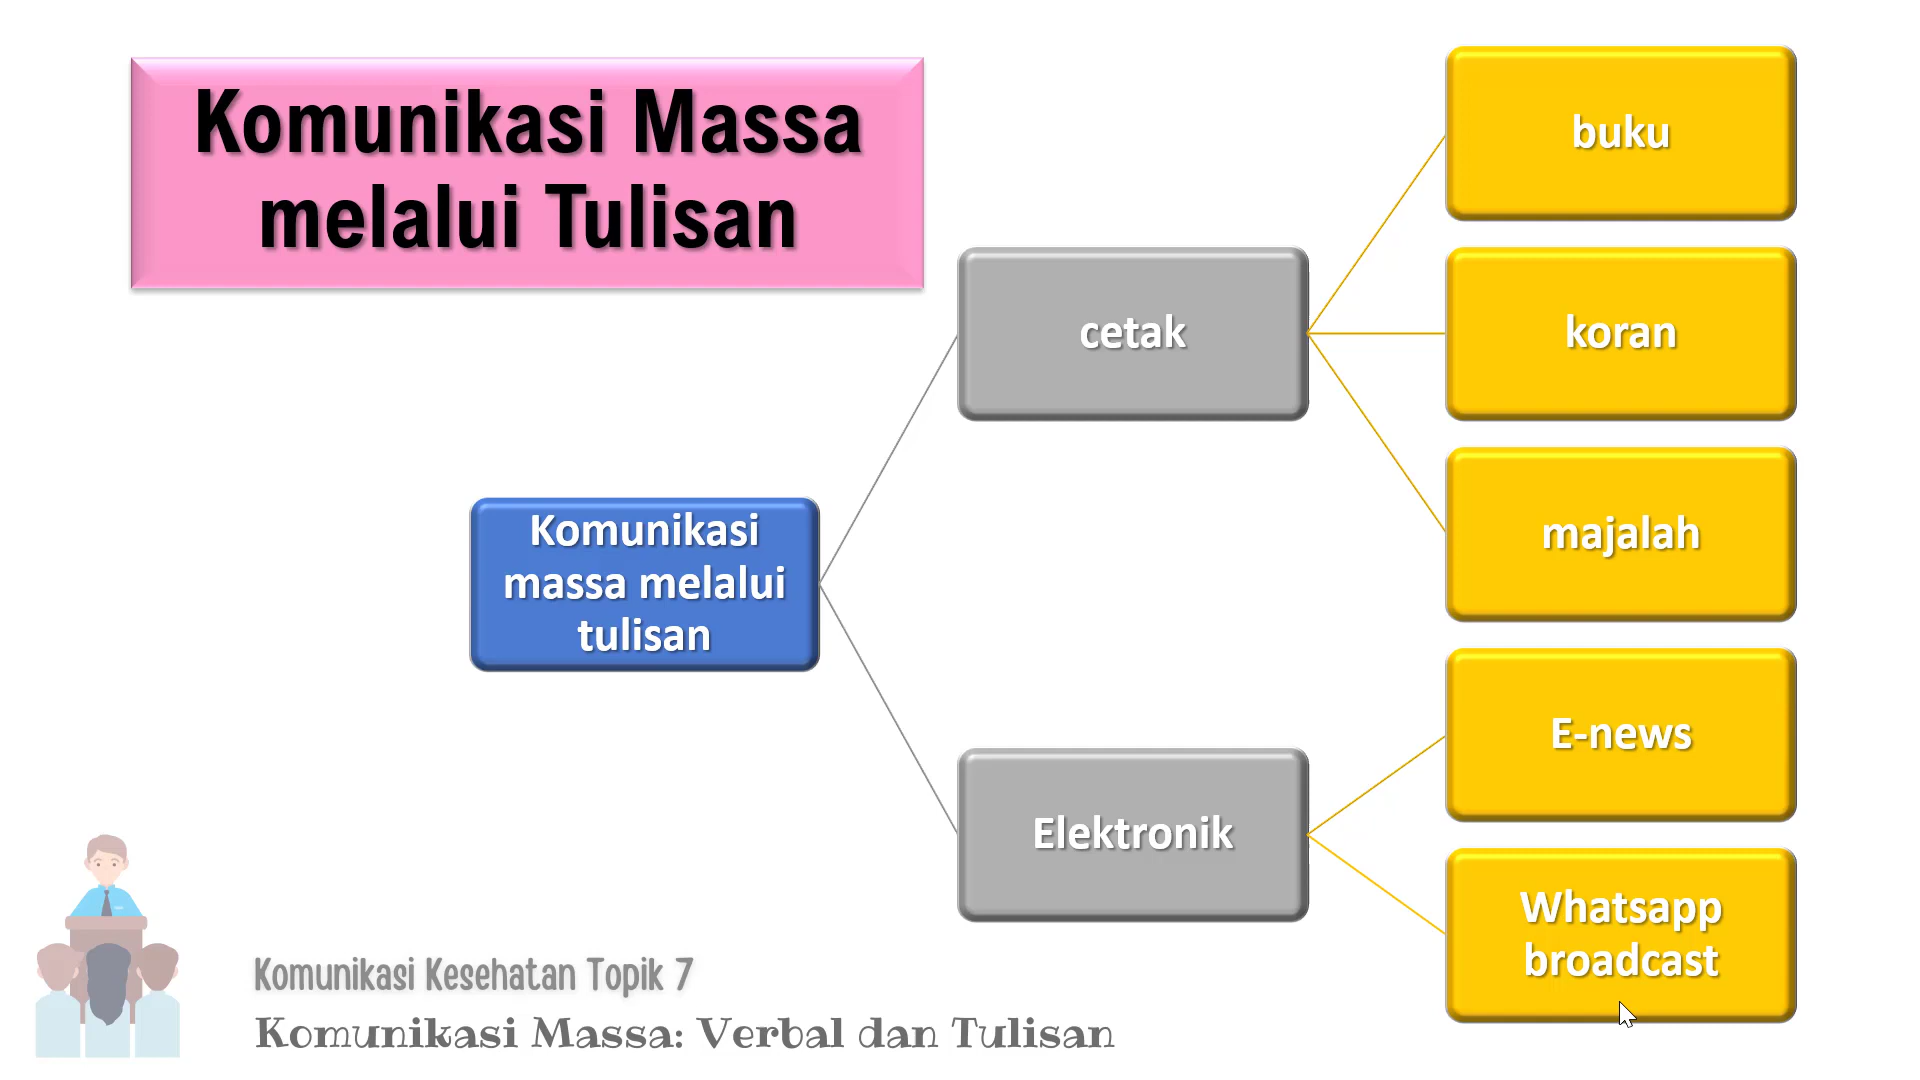 Komunikasi Massa
melalui Tulisan
Komunikasi
massa melalui
tulisan
cetak
Elektronik
buku
koran
majalah
E-news
Whatsapp
broadcast
Komunikasi Kesehatan Topik 7
Komunikasi Massa: Verbal dan Tulisan